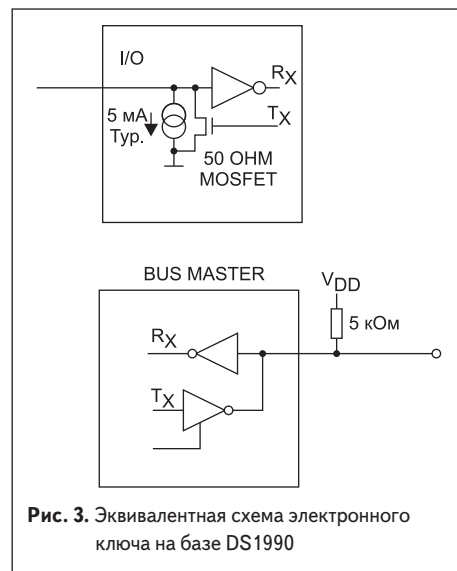 I/O
RX
5 мА
Typ.
TX
50 OHM
MOSFET
BUS MASTER
VDD
5 кОм
RX
TX
Рис. 3. Эквивалентная схема электронного
ключа на базе DS1990